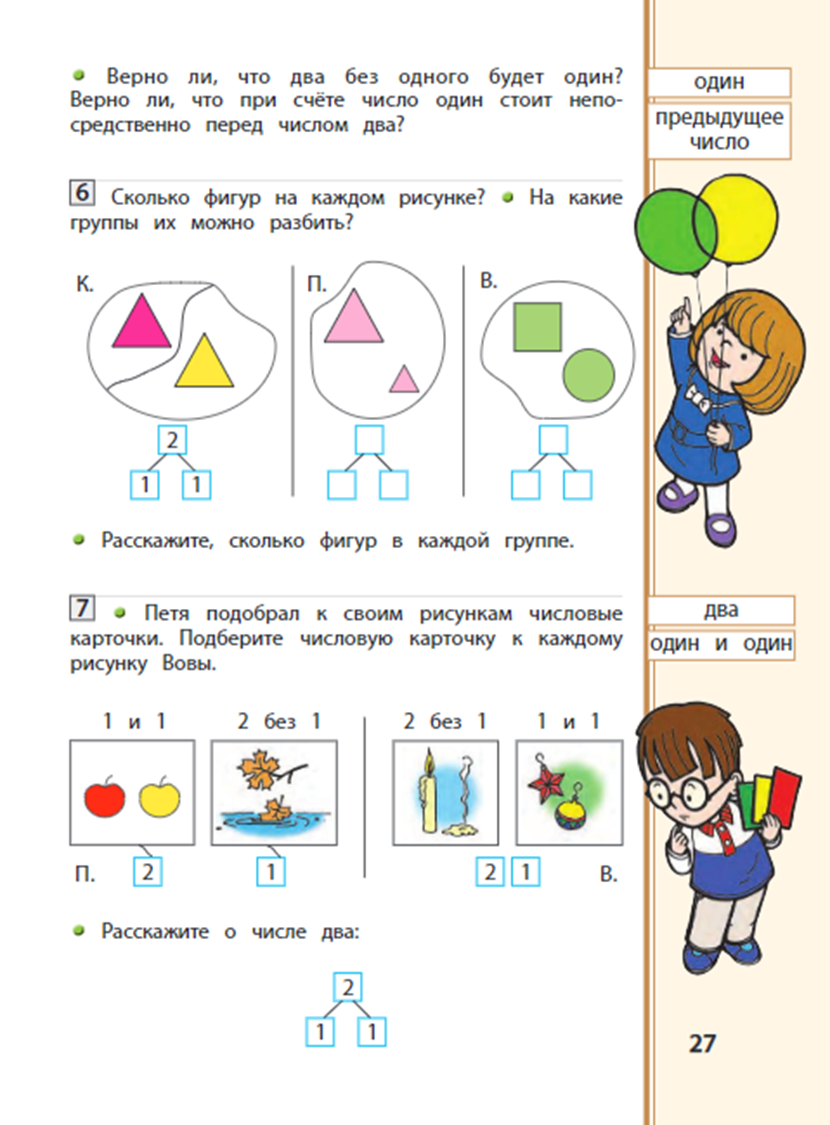 • Верно ли, что два без одного будет один?
Верно ли, что при счёте число один стоит непо-
средственно перед числом два?
один
предыдущее
число
6 Сколько фигур на каждом рисунке? • На какие
группы их можно разбить?
К.
П.
В.
2
1 1
• Расскажите, сколько фигур в каждой группе.
7 • Петя подобрал к своим рисункам числовые
карточки. Подберите числовую карточку к каждому
рисунку Вовы.
два
один и один
1 и 1 2 без 1 2 без 1 1 и 1
П. 2 1 2 1 В.
• Расскажите о числе два:
2
1 1
27